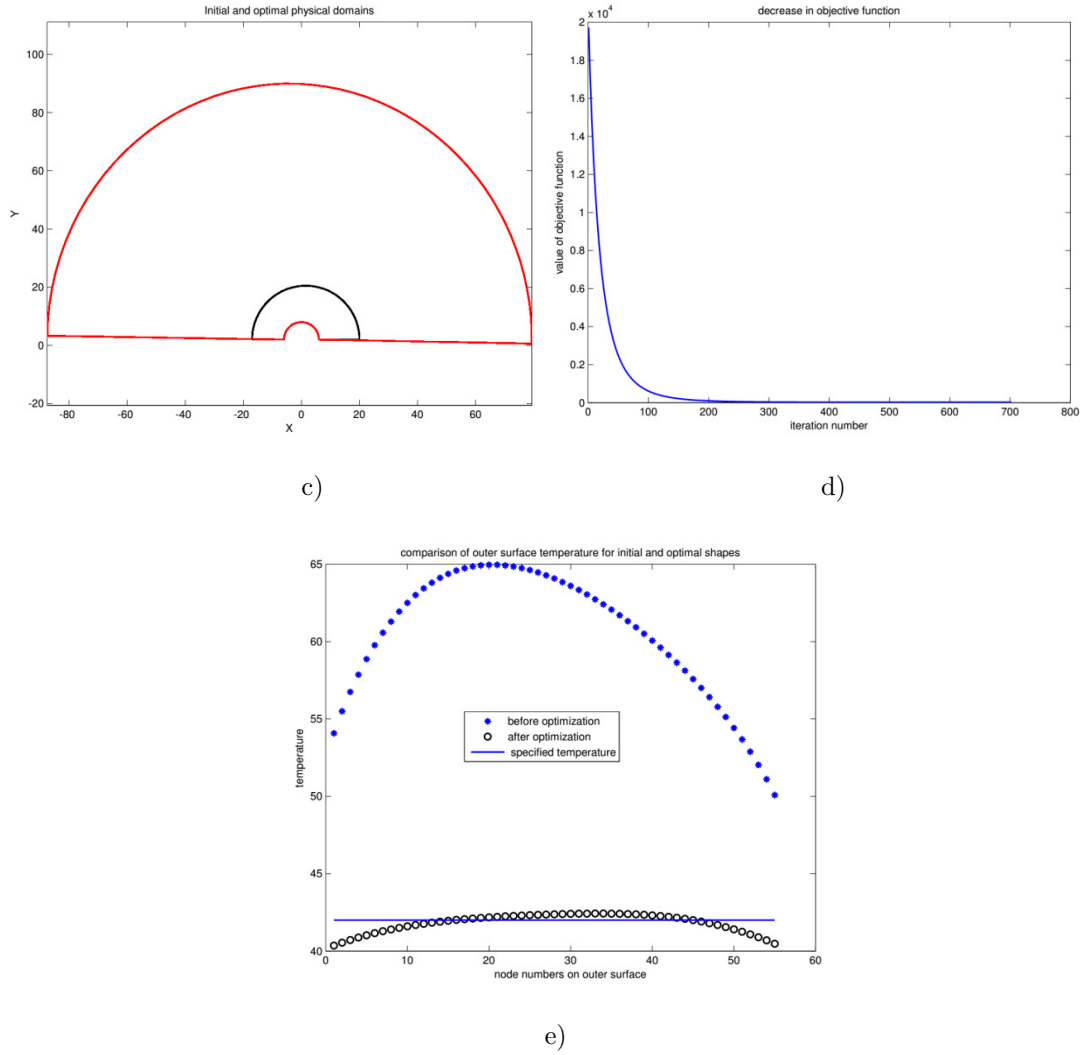 Initial and optimal physical domains
100
80
60
40
20
0
-20
Y
-80 -60 -40 -20 0 20 40 60
X
c)
decrease in objective function
x 10^4
2
1.8
1.6
1.4
1.2
1
0.8
0.6
0.4
0.2
0
value of objective function
0 100 200 300 400 500 600 700 800
iteration number
d)
comparison of outer surface temperature for initial and optimal shapes
65
60
55
50
45
40
temperature
before optimization
after optimization
specified temperature
0 10 20 30 40 50 60
node numbers on outer surface
e)